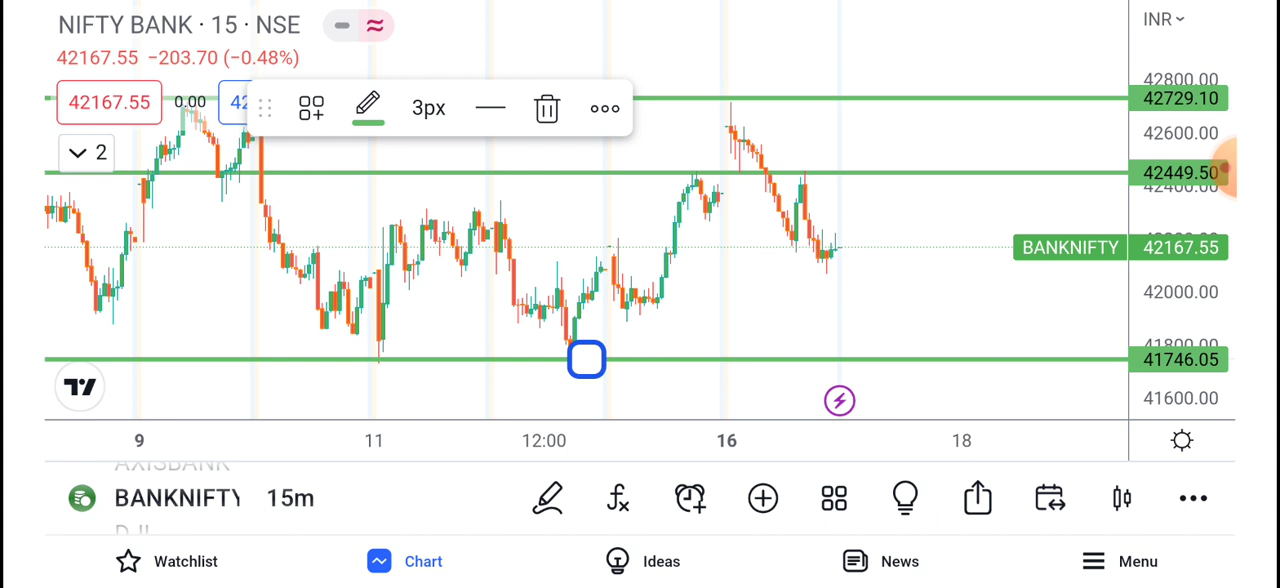 NIFTY BANK · 15 · NSE
INR
42167.55 −203.70 (−0.48%)
42167.55
0.00
42
3px
2
42800.00
42729.10
42600.00
42449.50
42400.00
BANKNIFTY 42167.55
42000.00
41800.00
41746.05
41600.00
9 11 12:00 16 18
AXISBANK
BANKNIFTY 15m
DJI
Watchlist Chart Ideas News Menu